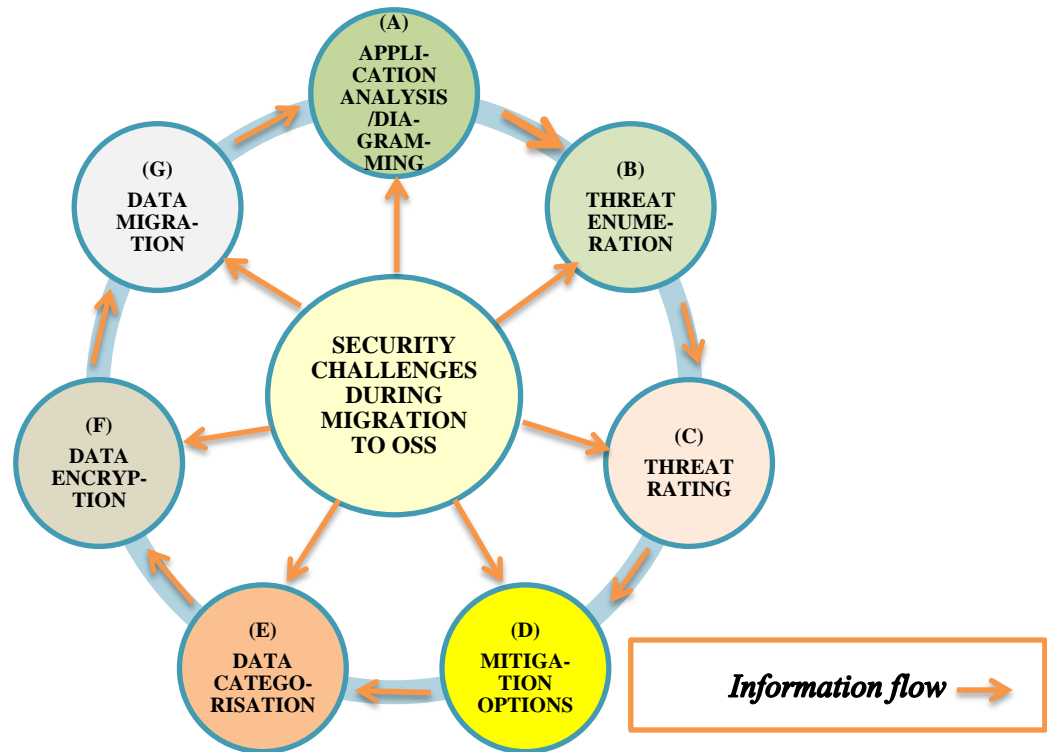 (A)
APPLI-
CATION
ANALYSIS
/DIA-
GRAM-
MING
(B)
THREAT
ENUME-
RATION
(C)
THREAT
RATING
(D)
MITIGA-
TION
OPTIONS
(E)
DATA
CATEGO-
RISATION
(F)
DATA
ENCRYP-
TION
(G)
DATA
MIGRA-
TION
SECURITY
CHALLENGES
DURING
MIGRATION
TO OSS
Information flow